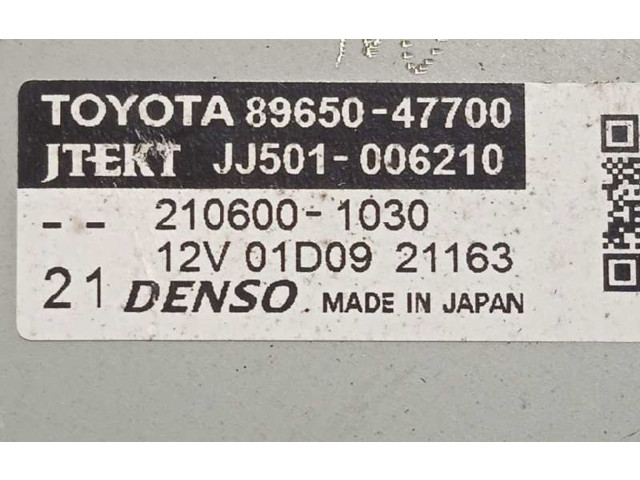 TOYOTA 89650-47700
JTEKT JJ501-006210
-- 210600-1030
12V 01D09 21163
21 DENSO MADE IN JAPAN